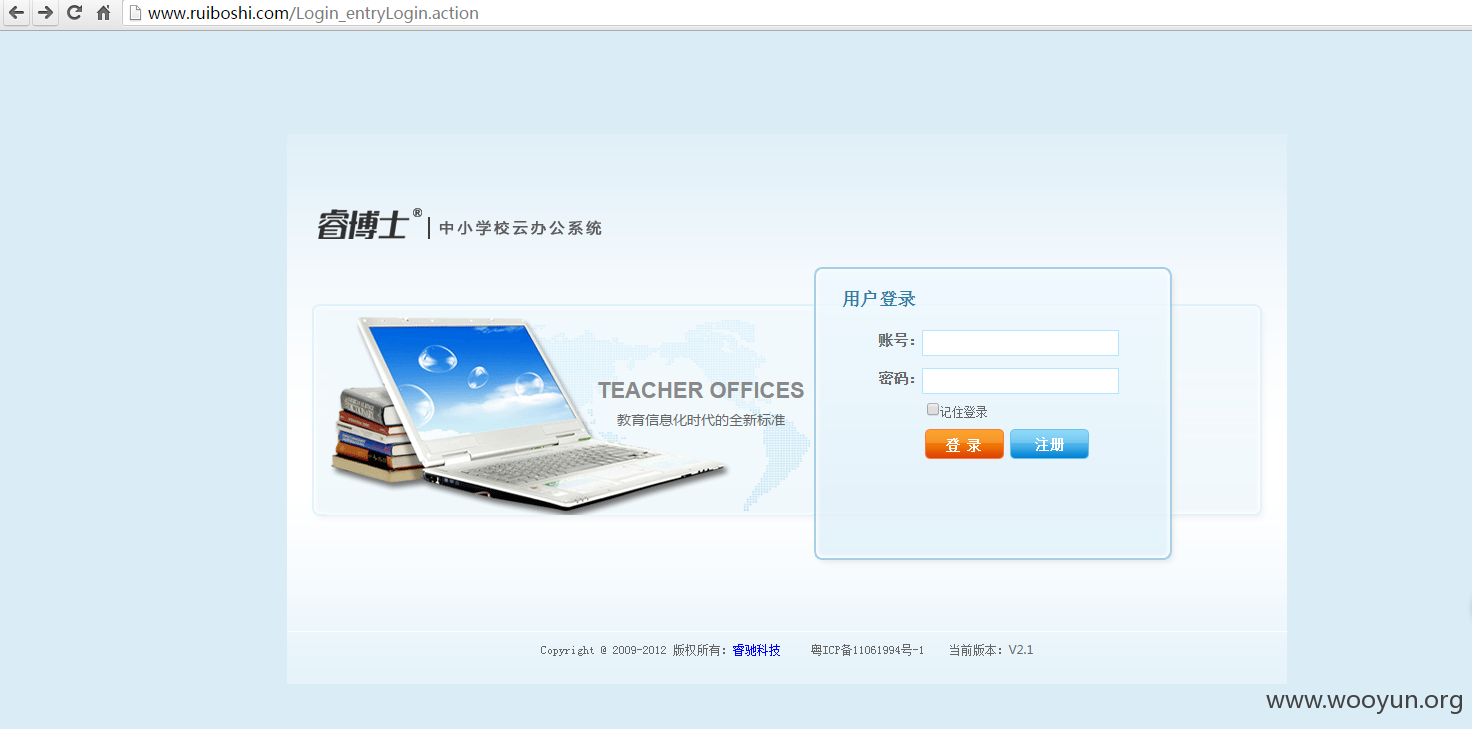 www.ruiboshi.com/Login_entryLogin.action
睿博士® 中小学校云办公系统
用户登录
账号：
密码：
记住登录
登 录 注册
TEACHER OFFICES
教育信息化时代的全新标准
Copyright @ 2009-2012 版权所有：睿驰科技 粤ICP备11061994号-1 当前版本：V2.1
www.wooyun.org